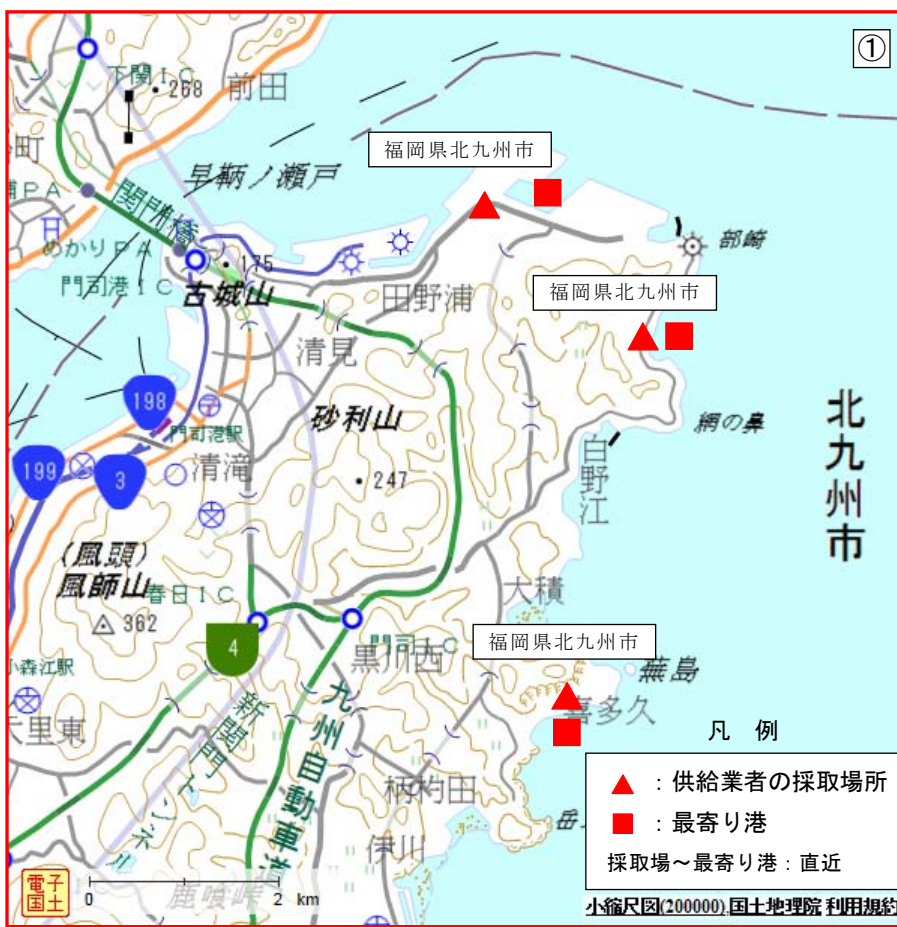 ①
下関IC
268
前田
福岡県北九州市
早鞆ノ瀬戸
関門橋
PA
めかりPA
175
部崎
門司港IC
古城山
田野浦
福岡県北九州市
清見
198
砂利山
門司港駅
網の鼻
199
3
清滝
247
白野江
北九州市
(風頭)
風師山
春日IC
大積
362
4
門司IC
福岡県北九州市
小森江駅
黒川西
蕪島
喜多久
新関門トンネル
九州自動車道
凡例
柄杓田
▲:供給業者の採取場所
■:最寄り港
伊川
採取場～最寄り港:直近
電子国土
0 2 km
鹿喰峠
小縮尺図(200000),国土地理院 利用規約